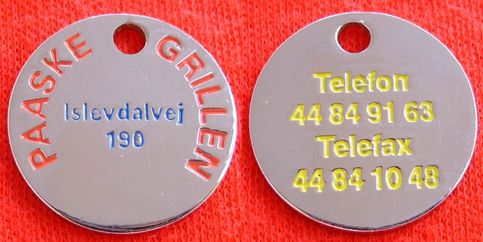 PAASKE GRILLEN
Islevdalvej
190
Telefon
44 84 91 63
Telefax
44 84 10 48